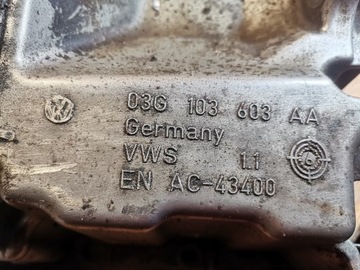 03G 103 603 AA
Germany
VWS 1.1
EN AC-43400